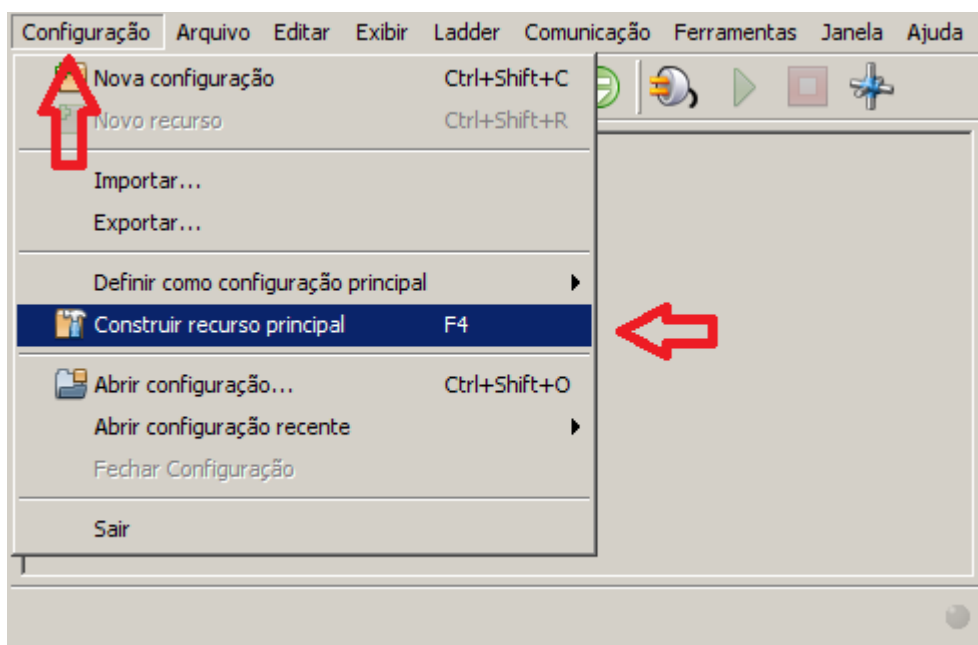 Configuração Arquivo Editar Exibir Ladder Comunicação Ferramentas Janela Ajuda
Nova configuração Ctrl+Shift+C
Novo recurso Ctrl+Shift+R
Importar...
Exportar...
Definir como configuração principal
Construir recurso principal F4
Abrir configuração... Ctrl+Shift+O
Abrir configuração recente
Fechar Configuração
Sair